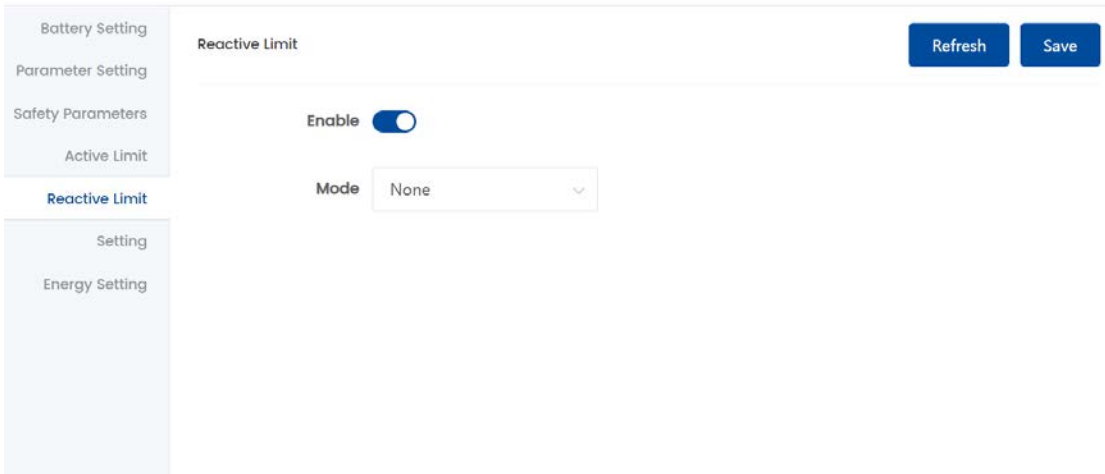 Battery Setting
Parameter Setting
Safety Parameters
Active Limit
Reactive Limit
Setting
Energy Setting
Reactive Limit
Refresh
Save
Enable
Mode
None